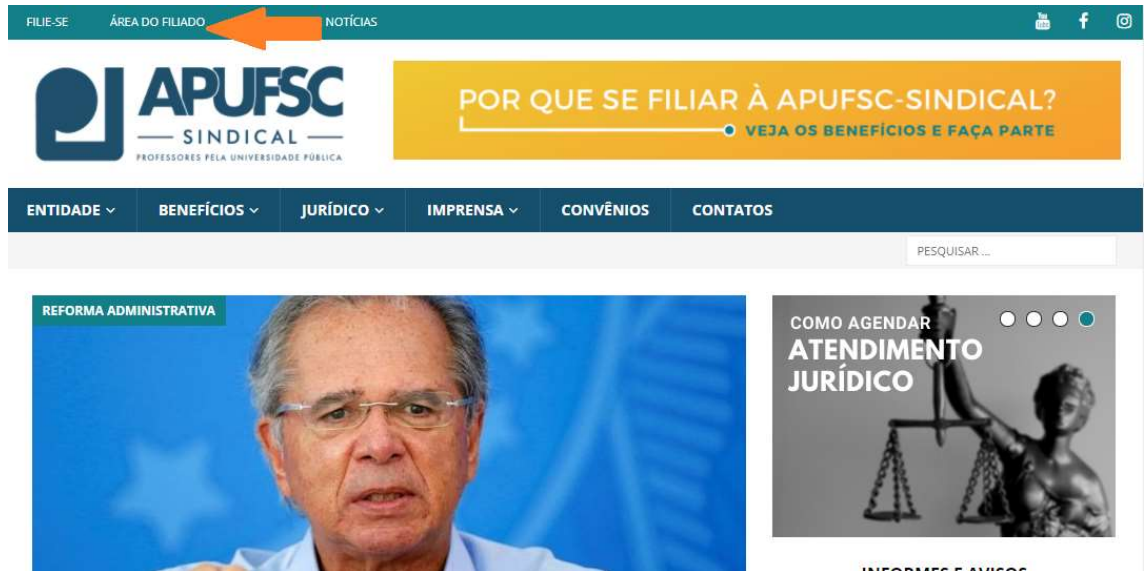 FILIE-SE ÁREA DO FILIADO NOTÍCIAS
You
Tube
APUFSC
SINDICAL
PROFESSORES PELA UNIVERSIDADE PÚBLICA
POR QUE SE FILIAR À APUFSC-SINDICAL?
VEJA OS BENEFÍCIOS E FAÇA PARTE
ENTIDADE BENEFÍCIOS JURÍDICO IMPRENSA CONVÊNIOS CONTATOS
PESQUISAR ...
REFORMA ADMINISTRATIVA
COMO AGENDAR
ATENDIMENTO
JURÍDICO
INFORMES E AVISOS